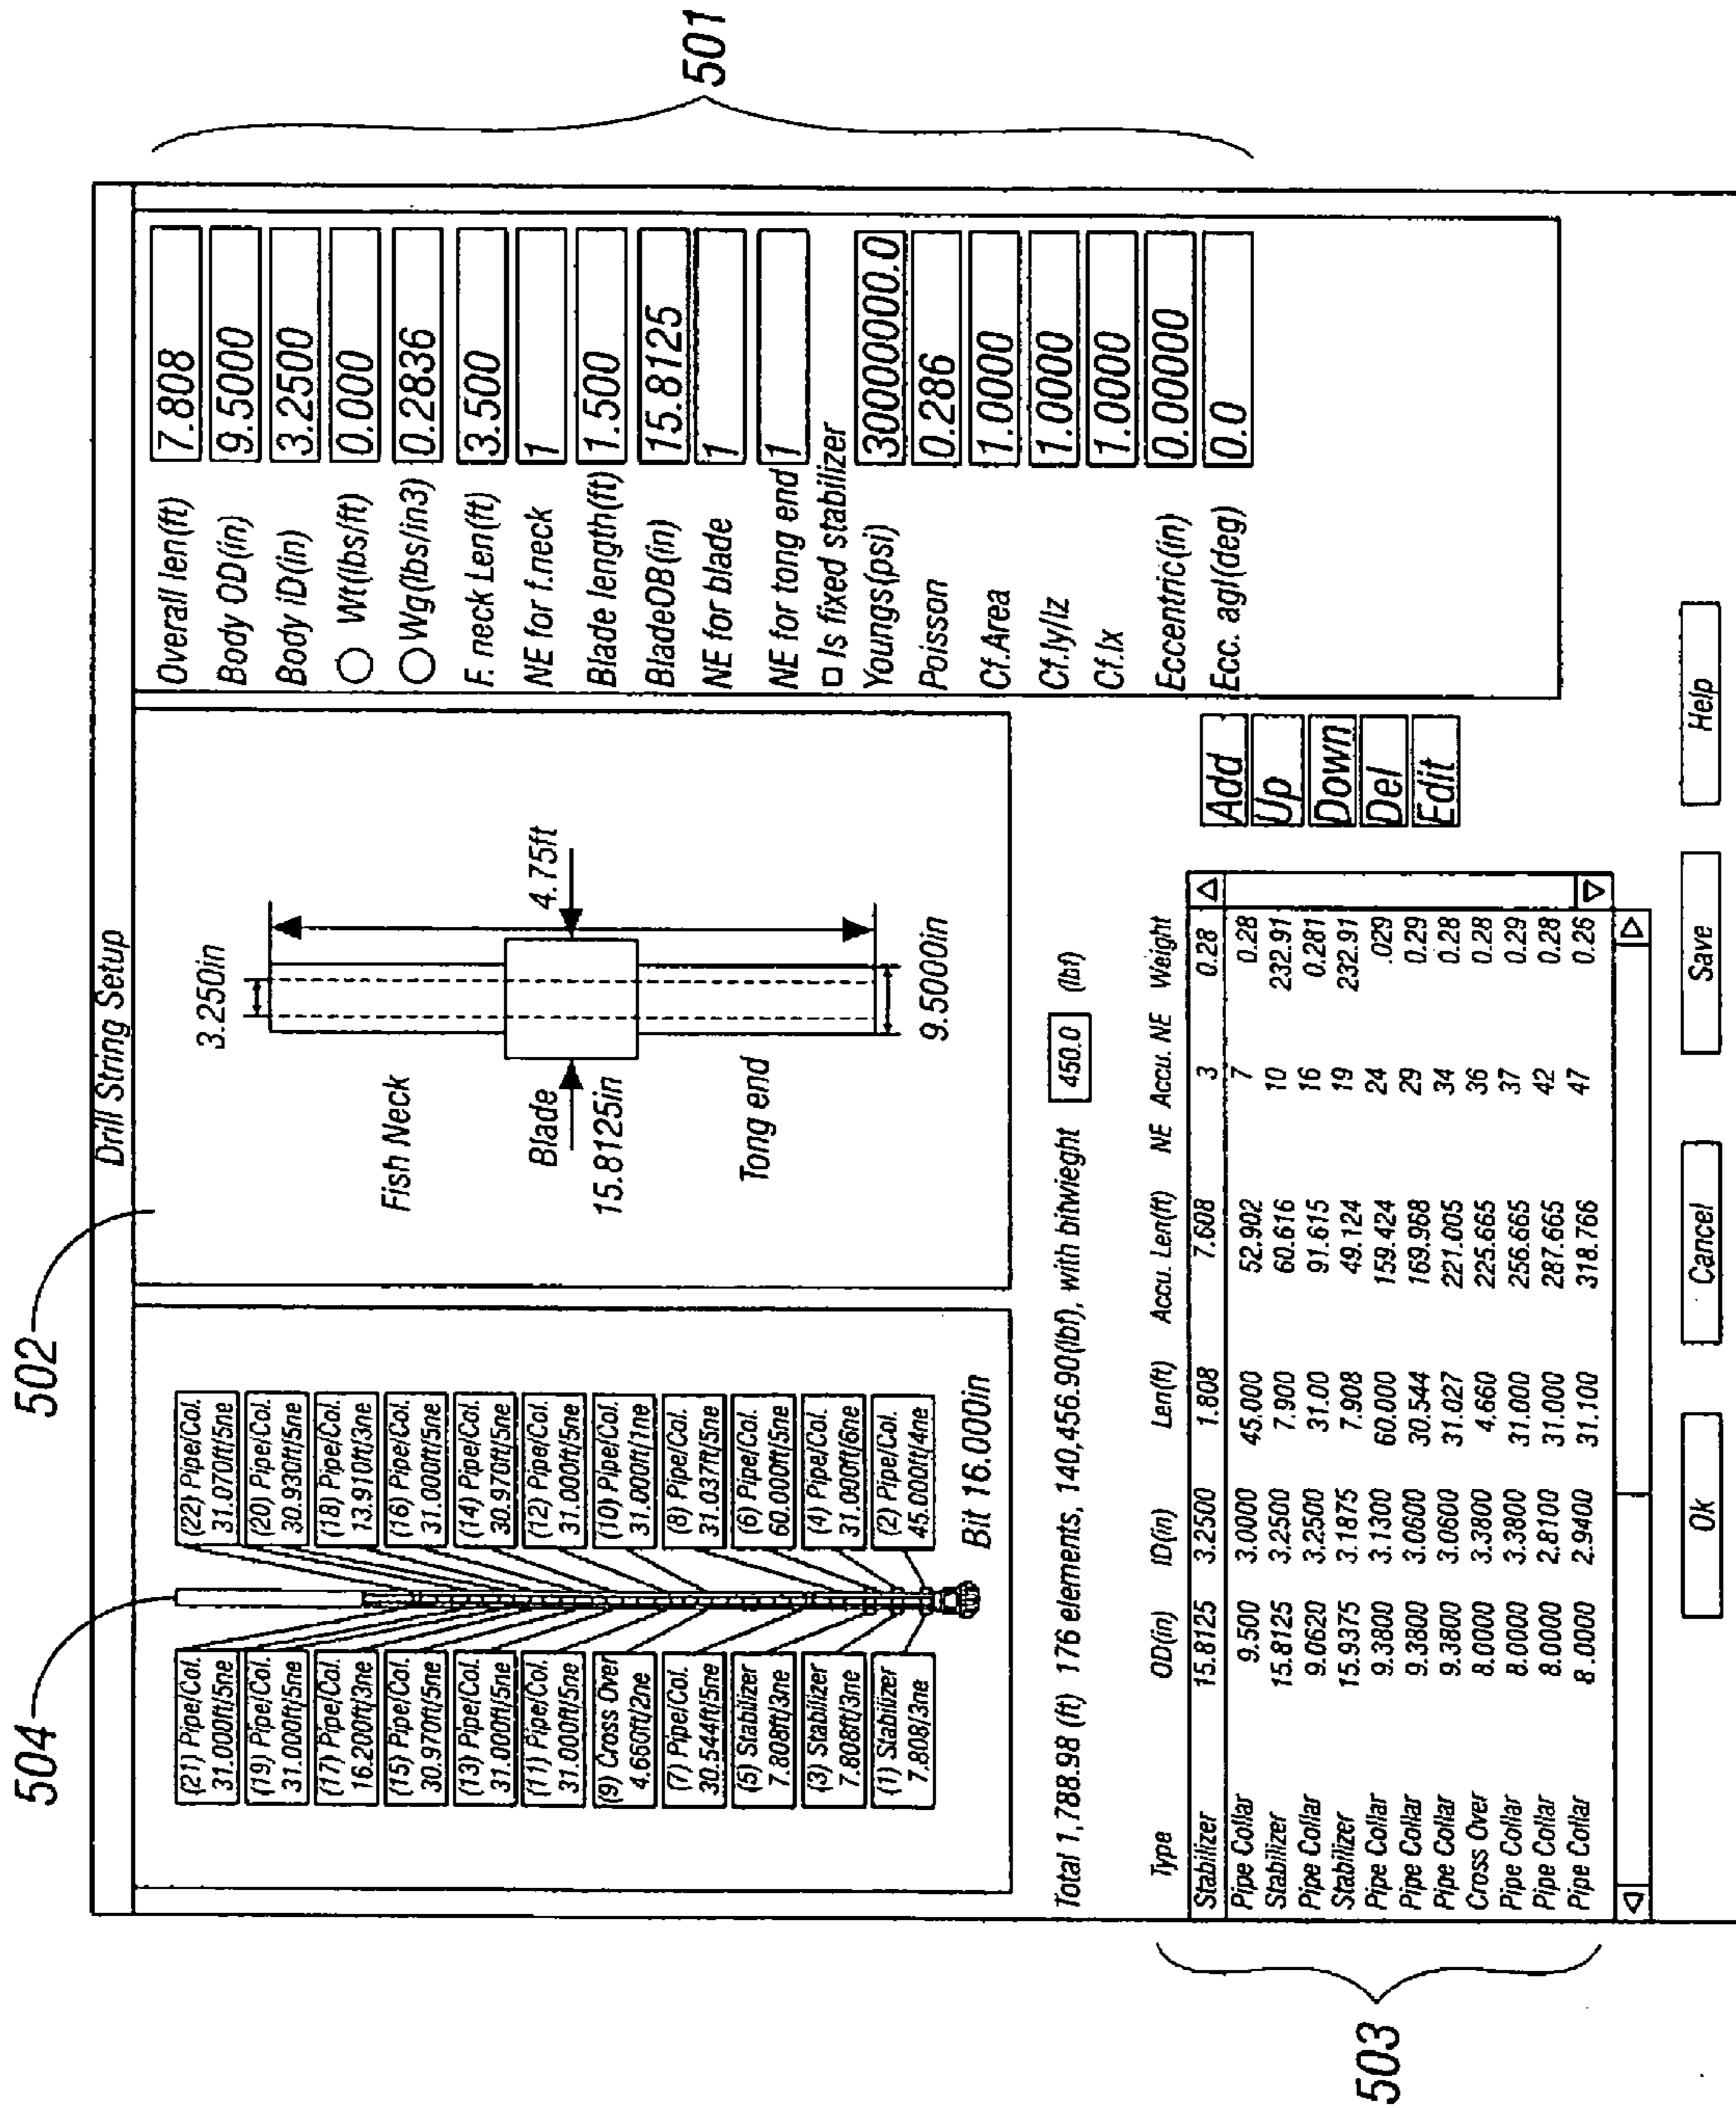 504
502
501
503
Drill String Setup
(21) Pipe/Col.
31.000ft/5ne
(19) Pipe/Col.
31.000ft/5ne
(17) Pipe/Col.
16.200ft/3ne
(15) Pipe/Col.
30.970ft/5ne
(13) Pipe/Col.
31.000ft/5ne
(11) Pipe/Col.
31.000ft/5ne
(9) Cross Over
4.660ft/2ne
(7) Pipe/Col.
30.544ft/5ne
(5) Stabilizer
7.808ft/3ne
(3) Stabilizer
7.808ft/3ne
(1) Stabilizer
7.808/3ne
(22) Pipe/Col.
31.070ft/5ne
(20) Pipe/Col.
30.930ft/5ne
(18) Pipe/Col.
13.910ft/3ne
(16) Pipe/Col.
31.000ft/5ne
(14) Pipe/Col.
30.970ft/5ne
(12) Pipe/Col.
31.000ft/5ne
(10) Pipe/Col.
31.000ft/1ne
(8) Pipe/Col.
31.037ft/5ne
(6) Pipe/Col.
60.000ft/5ne
(4) Pipe/Col.
31.000ft/6ne
(2) Pipe/Col.
45.000ft/4ne
Bit 16.000in
3.250in
Fish Neck
Blade
15.8125in
4.75ft
Tong end
9.5000in
Overall len(ft) 7.808
Body OD(in) 9.5000
Body ID(in) 3.2500
Wt(lbs/ft) 0.000
Wg(lbs/in3) 0.2836
F. neck Len(ft) 3.500
NE for f.neck 1
Blade length(ft) 1.500
BladeOB(in) 15.8125
NE for blade 1
NE for tong end 1
Is fixed stabilizer
Youngs(psi) 30000000.0
Poisson 0.286
Cf.Area 1.0000
Cf.Iy/Iz 1.0000
Cf.Ix 1.0000
Eccentric(in) 0.00000
Ecc. agl(deg) 0.0
Total 1,788.98 (ft) 176 elements, 140,456.90(lbf), with bitwieght 450.0 (lbf)
Type OD(in) ID(in) Len(ft) Accu. Len(ft) NE Accu. NE Weight
Stabilizer 15.8125 3.2500 1.808 7.608 3 0.28
Pipe Collar 9.500 3.0000 45.000 52.902 7 0.28
Stabilizer 15.8125 3.2500 7.900 60.616 10 232.91
Pipe Collar 9.0620 3.2500 31.00 91.615 16 0.281
Stabilizer 15.9375 3.1875 7.908 49.124 19 232.91
Pipe Collar 9.3800 3.1300 60.000 159.424 24 .029
Pipe Collar 9.3800 3.0600 30.544 169.968 29 0.29
Pipe Collar 9.3800 3.0600 31.027 221.005 34 0.28
Cross Over 8.0000 3.3800 4.660 225.665 36 0.28
Pipe Collar 8.0000 3.3800 31.000 256.665 37 0.29
Pipe Collar 8.0000 2.8100 31.000 287.665 42 0.28
Pipe Collar 8.0000 2.9400 31.100 318.766 47 0.26
Add
Up
Down
Del
Edit
Ok
Cancel
Save
Help